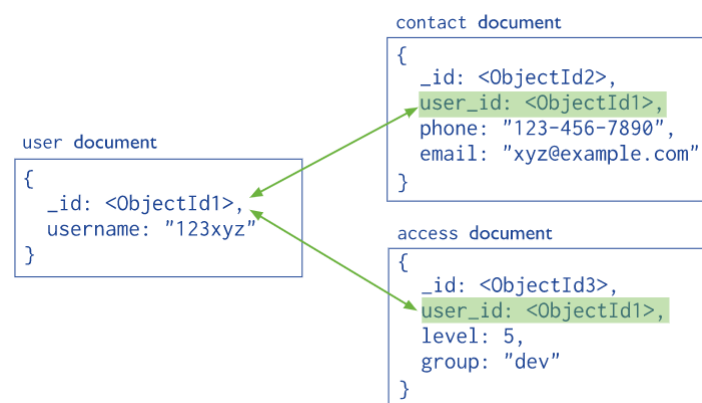 user document
{
_id: <ObjectId1>,
username: "123xyz"
}
contact document
{
_id: <ObjectId2>,
user_id: <ObjectId1>,
phone: "123-456-7890",
email: "xyz@example.com"
}
access document
{
_id: <ObjectId3>,
user_id: <ObjectId1>,
level: 5,
group: "dev"
}